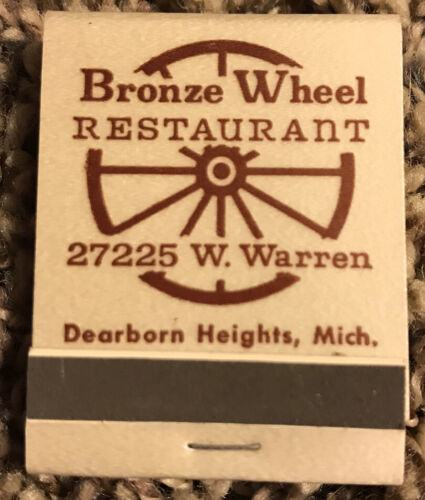 Bronze Wheel
RESTAURANT
27225 W. Warren
Dearborn Heights, Mich.